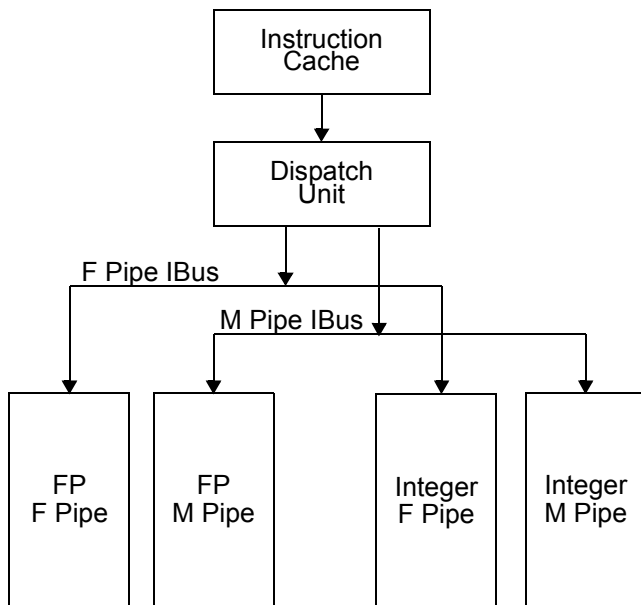 Instruction
Cache
Dispatch
Unit
F Pipe IBus
M Pipe IBus
FP
F Pipe
FP
M Pipe
Integer
F Pipe
Integer
M Pipe